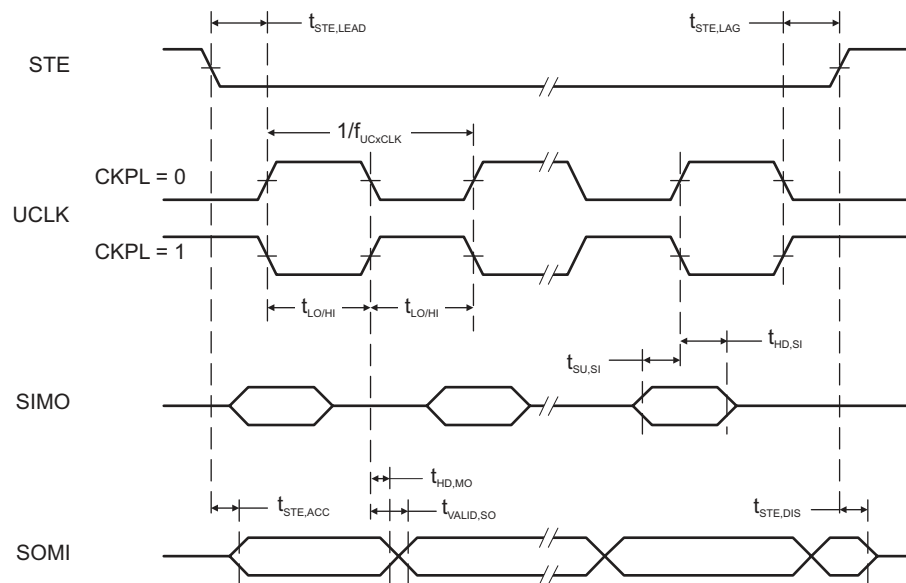 tSTE,LEAD
tSTE,LAG
STE
1/fUCxCLK
CKPL = 0
UCLK
CKPL = 1
tLO/HI
tLO/HI
tHD,SI
tSU,SI
SIMO
tHD,MO
tSTE,ACC
tVALID,SO
tSTE,DIS
SOMI